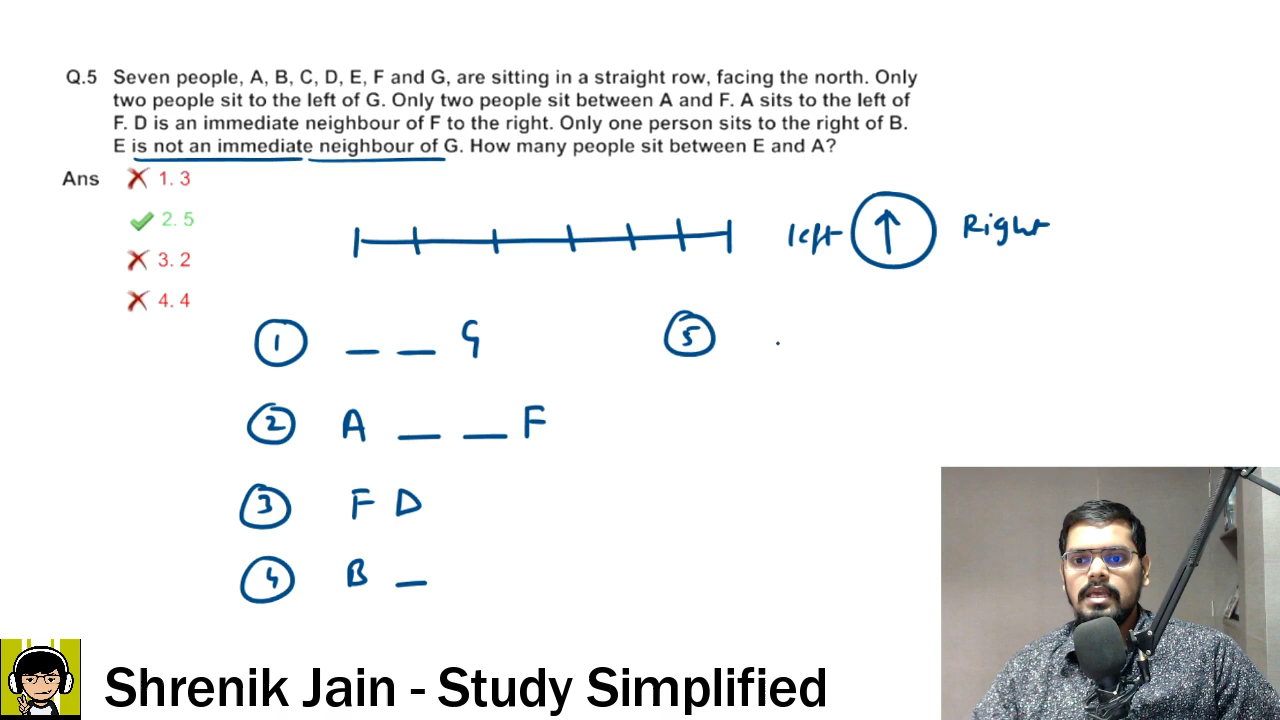 Q.5 Seven people, A, B, C, D, E, F and G, are sitting in a straight row, facing the north. Only
two people sit to the left of G. Only two people sit between A and F. A sits to the left of
F. D is an immediate neighbour of F to the right. Only one person sits to the right of B.
E is not an immediate neighbour of G. How many people sit between E and A?
Ans 1. 3
2. 5
3. 2
4. 4
left ↑ Right
1 _ _ G
2 A _ _ F
3 F D
4 B _
5
Shrenik Jain - Study Simplified